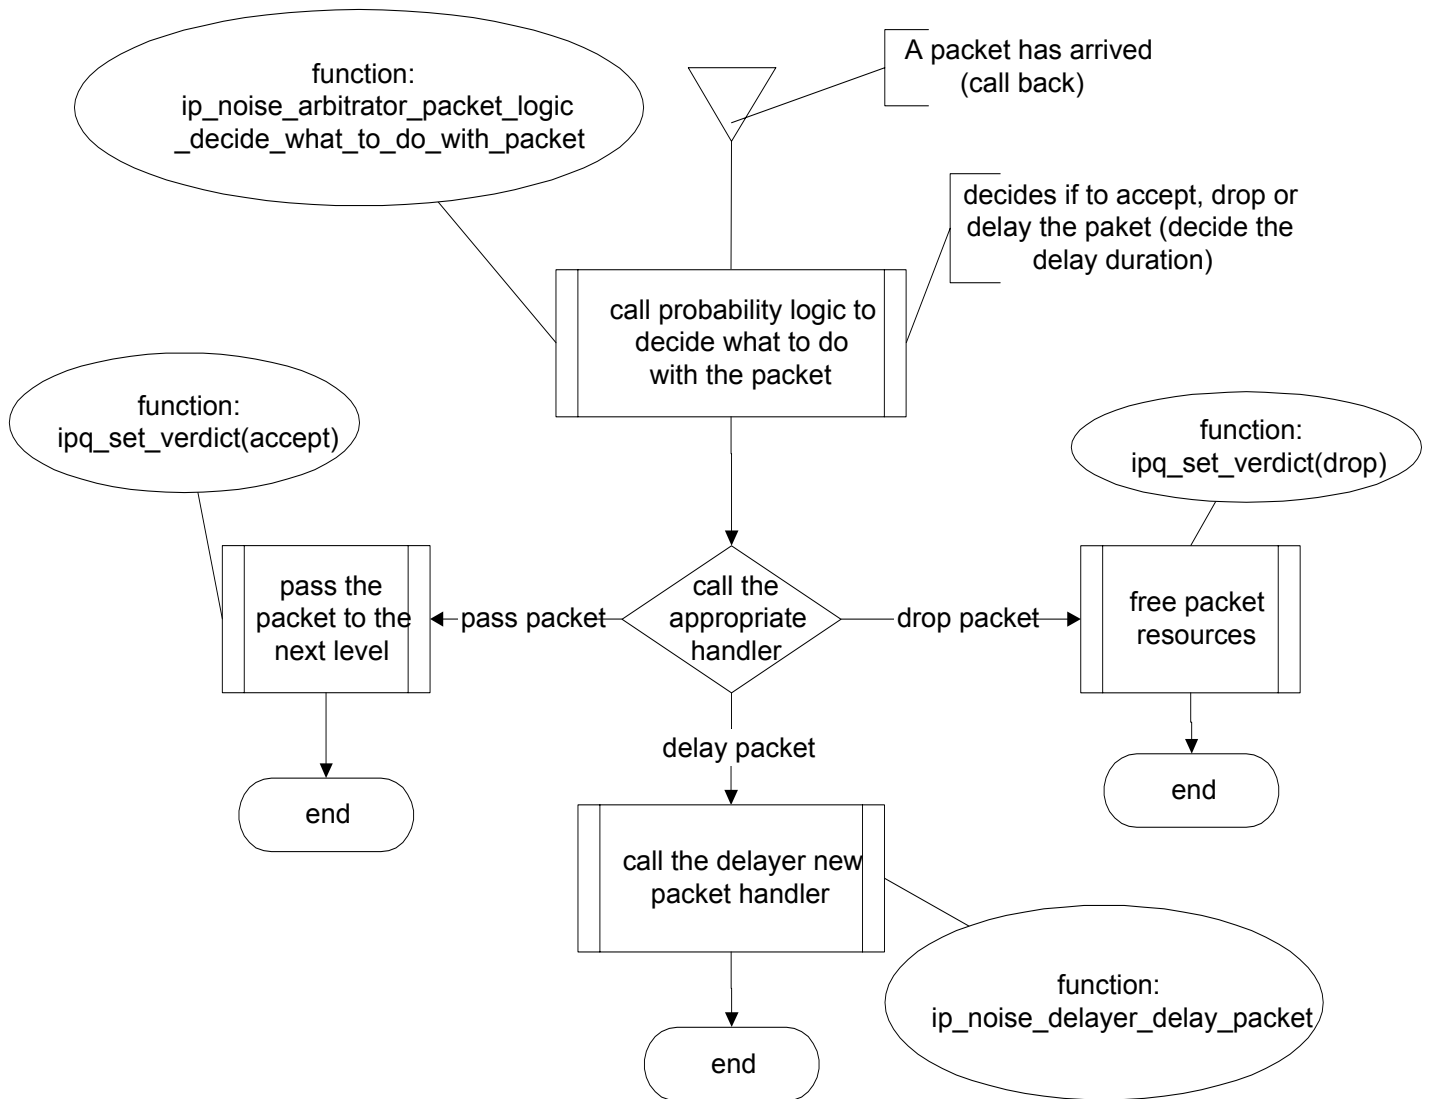 function:
ip_noise_arbitrator_packet_logic
_decide_what_to_do_with_packet
A packet has arrived
(call back)
decides if to accept, drop or
delay the paket (decide the
delay duration)
call probability logic to
decide what to do
with the packet
function:
ipq_set_verdict(accept)
function:
ipq_set_verdict(drop)
pass the
packet to the
next level
pass packet
call the
appropriate
handler
drop packet
free packet
resources
delay packet
end
end
call the delayer new
packet handler
function:
ip_noise_delayer_delay_packet
end